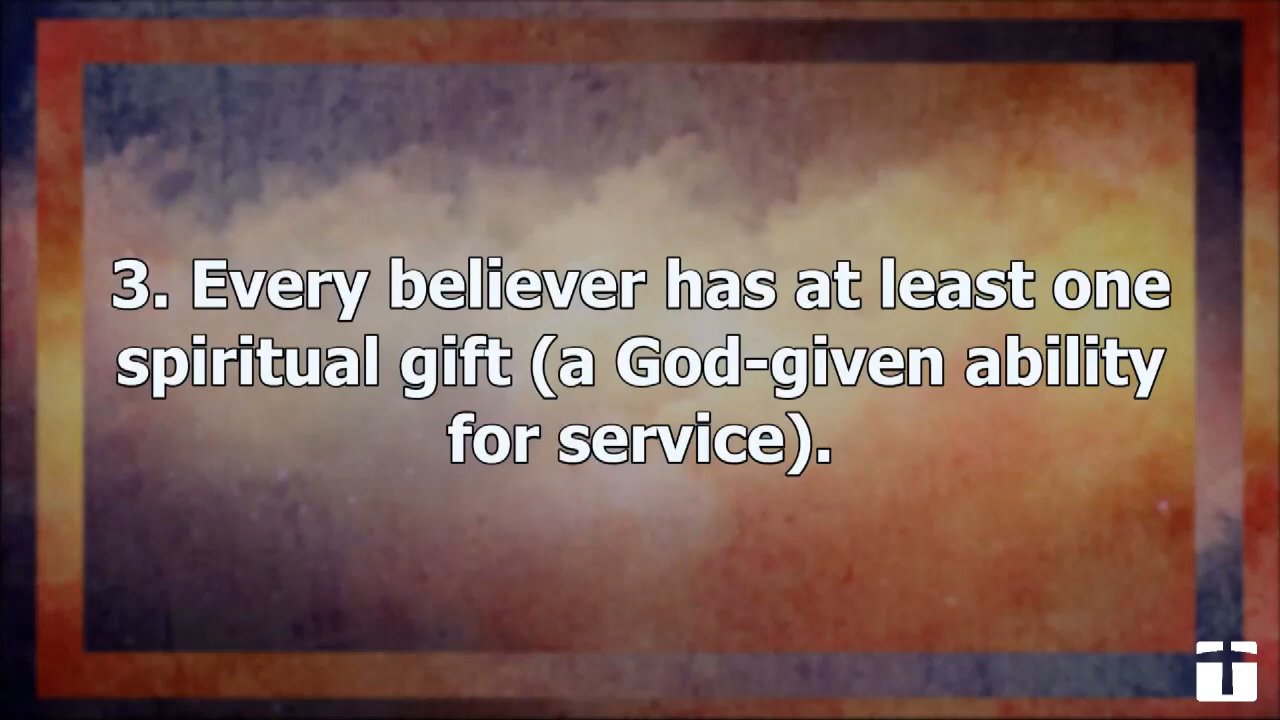 3. Every believer has at least one
spiritual gift (a God-given ability
for service).